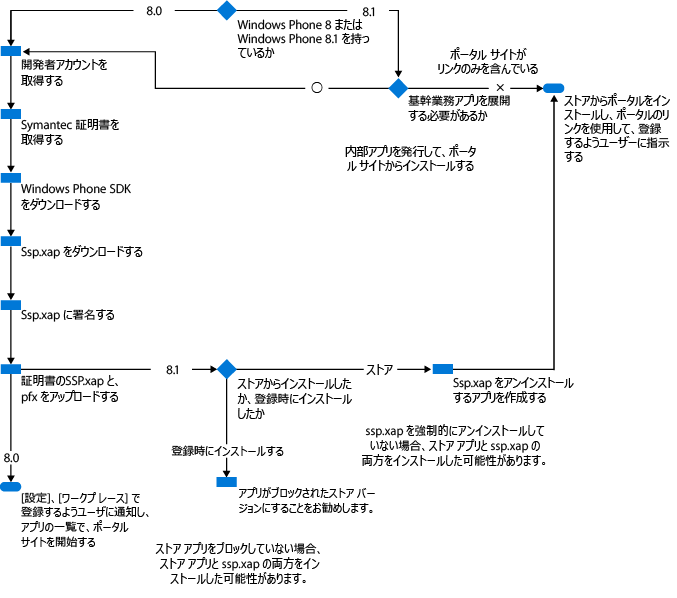 8.0
8.1
Windows Phone 8 または
Windows Phone 8.1 を持っ
ているか
開発者アカウントを
取得する
○
ポータル サイトが
リンクのみを含んでいる
×
基幹業務アプリを展開
する必要があるか
ストアからポータルをイン
ストールし、ポータルのリ
ンクを使用して、登録
するようユーザーに指示
する
Symantec 証明書を
取得する
内部アプリを発行して、ポータ
ル サイトからインストールする
Windows Phone SDK
をダウンロードする
Ssp.xap をダウンロードする
Ssp.xap に署名する
証明書のSSP.xap と、
pfx をアップロードする
8.1
ストアからインストールした
か、登録時にインストール
したか
ストア
Ssp.xap をアンインストール
するアプリを作成する
ssp.xap を強制的にアンインストールして
いない場合、ストア アプリと ssp.xap の
両方をインストールした可能性があります。
登録時にインストールする
8.0
アプリがブロックされたストア バー
ジョンにすることをお勧めします。
[設定]、[ワークプレース] で
登録するようユーザに通知し、
アプリの一覧で、ポータル
サイトを開始する
ストア アプリをブロックしていない場合、
ストア アプリと ssp.xap の両方をイン
ストールした可能性があります。